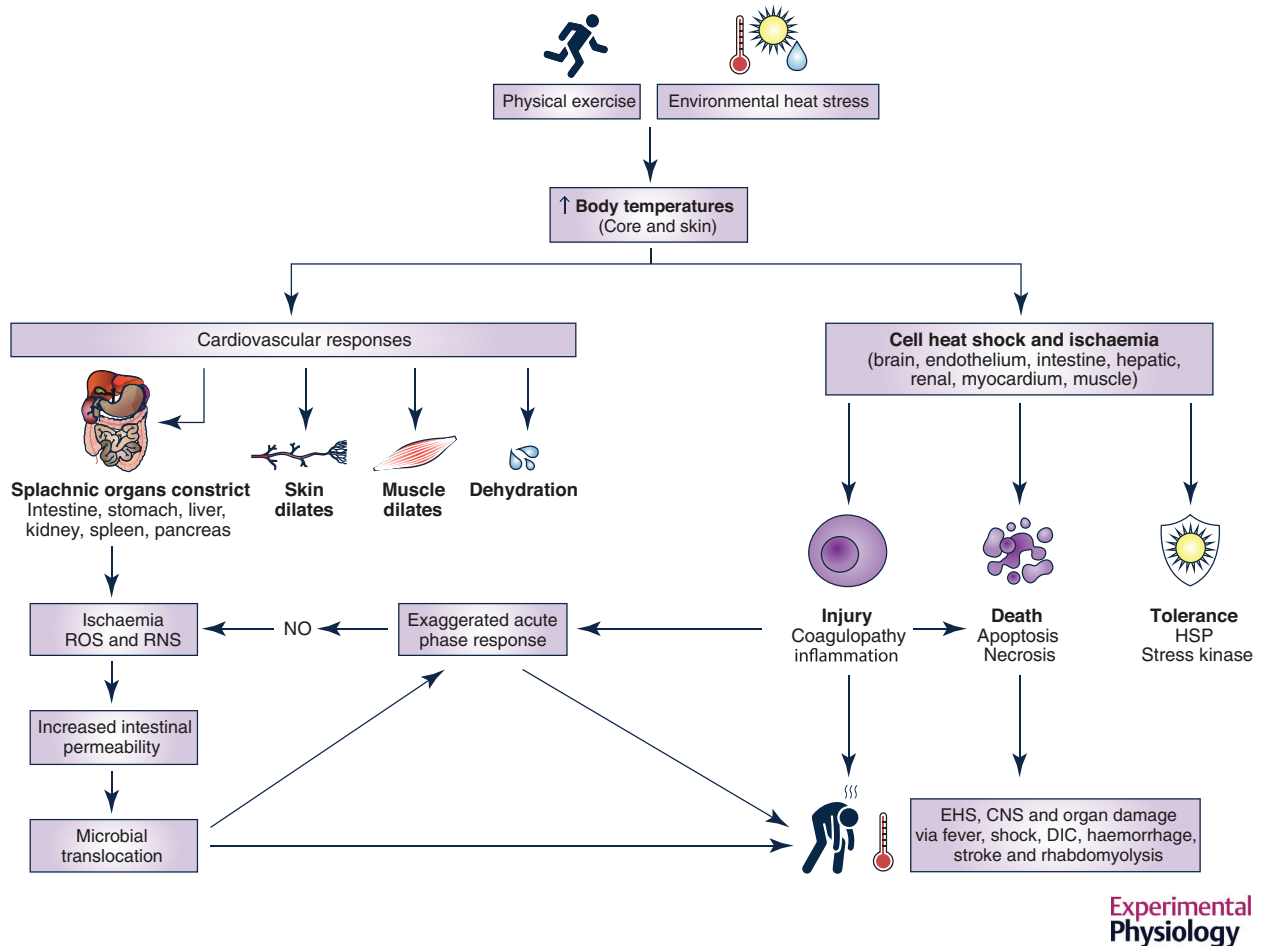 Physical exercise
Environmental heat stress
↑ Body temperatures
(Core and skin)
Cardiovascular responses
Cell heat shock and ischaemia
(brain, endothelium, intestine, hepatic,
renal, myocardium, muscle)
Splachnic organs constrict
Intestine, stomach, liver,
kidney, spleen, pancreas
Skin
dilates
Muscle
dilates
Dehydration
Ischaemia
ROS and RNS
NO
Exaggerated acute
phase response
Injury
Coagulopathy
inflammation
Death
Apoptosis
Necrosis
Tolerance
HSP
Stress kinase
Increased intestinal
permeability
Microbial
translocation
EHS, CNS and organ damage
via fever, shock, DIC, haemorrhage,
stroke and rhabdomyolysis
Experimental
Physiology